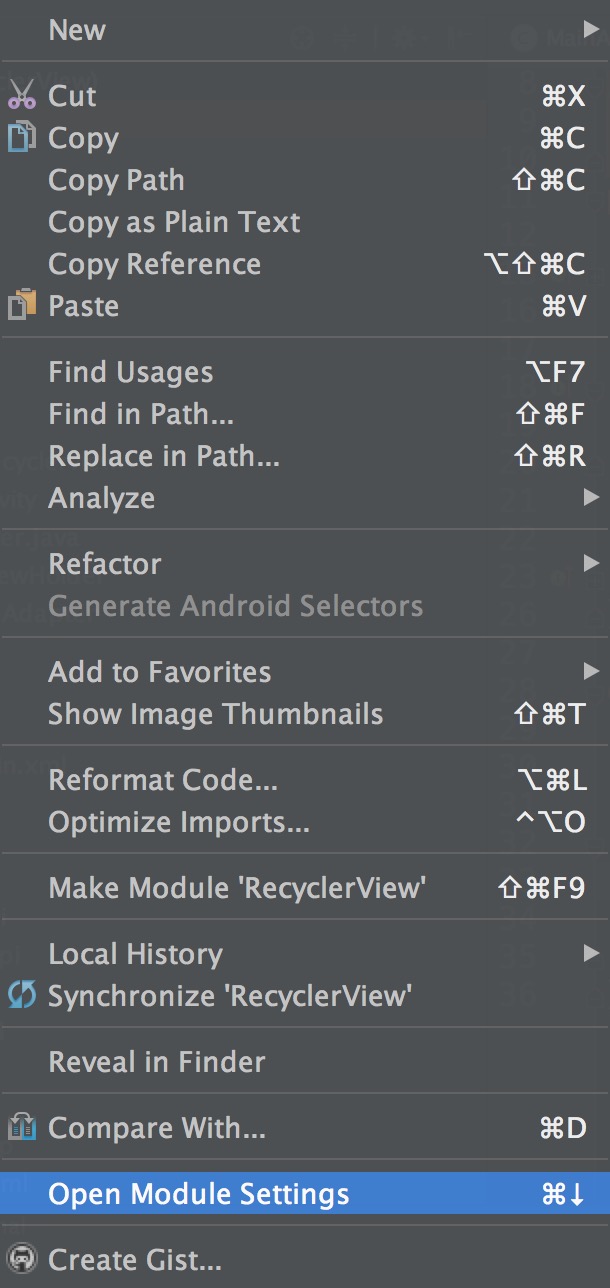 New
Cut ⌘X
Copy ⌘C
Copy Path ⇧⌘C
Copy as Plain Text
Copy Reference ⌥⇧⌘C
Paste ⌘V
Find Usages ⌥F7
Find in Path... ⇧⌘F
Replace in Path... ⇧⌘R
Analyze
Refactor
Generate Android Selectors
Add to Favorites
Show Image Thumbnails ⇧⌘T
Reformat Code... ⌥⌘L
Optimize Imports... ^⌥O
Make Module 'RecyclerView' ⇧⌘F9
Local History
Synchronize 'RecyclerView'
Reveal in Finder
Compare With... ⌘D
Open Module Settings ⌘↓
Create Gist...